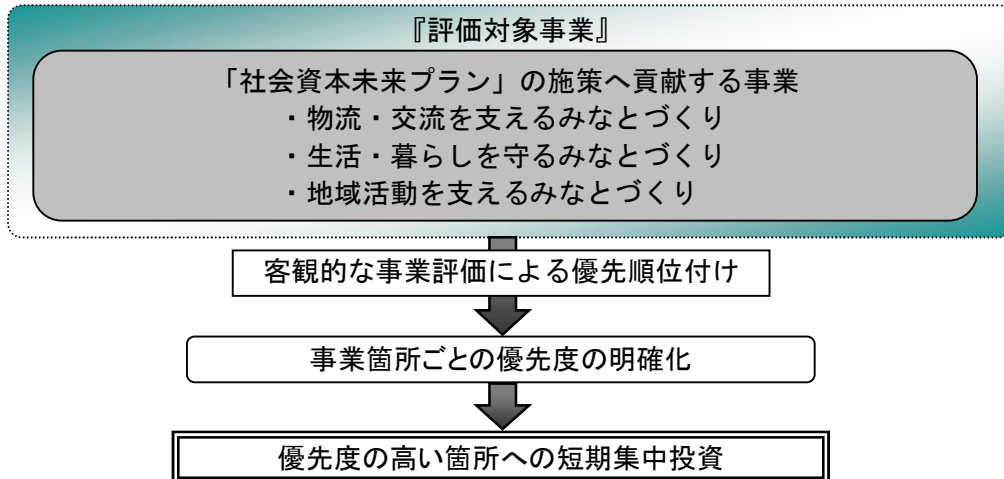 『評価対象事業』
「社会資本未来プラン」の施策へ貢献する事業
・物流・交流を支えるみなとづくり
・生活・暮らしを守るみなとづくり
・地域活動を支えるみなとづくり
客観的な事業評価による優先順位付け
事業箇所ごとの優先度の明確化
優先度の高い箇所への短期集中投資